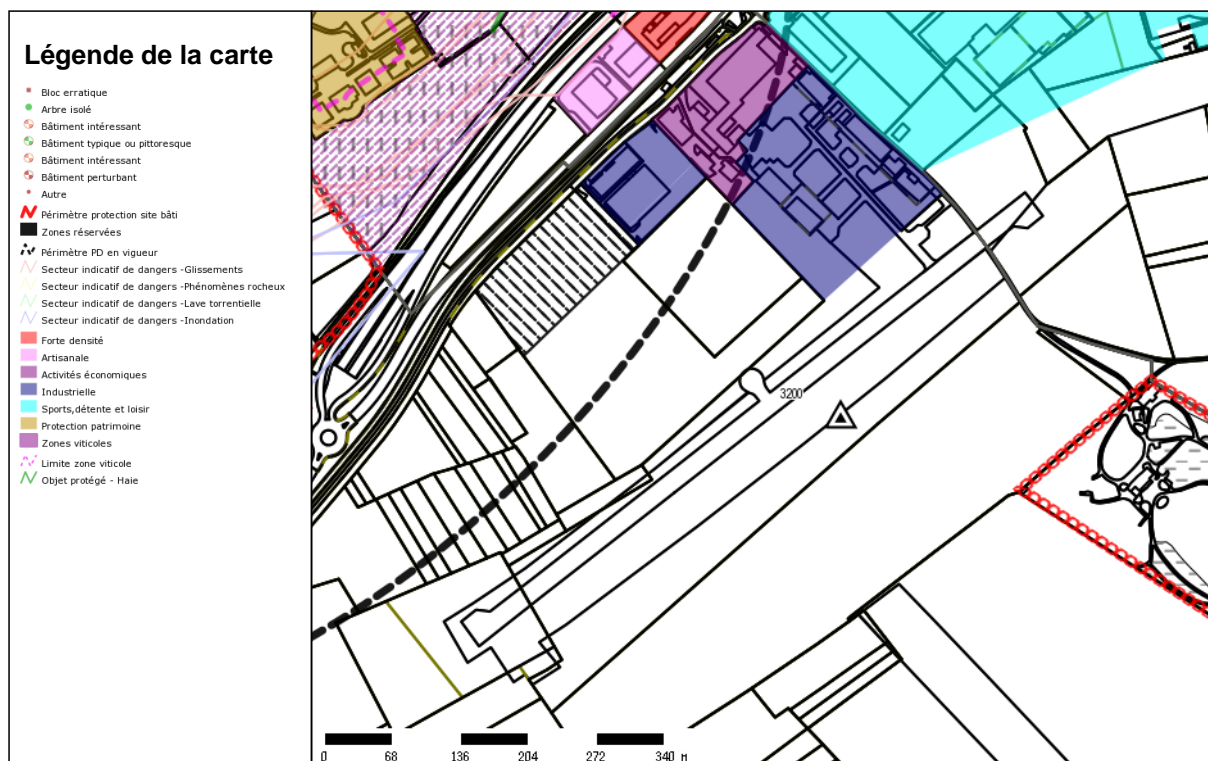 Légende de la carte
Bloc erratique
Arbre isolé
Bâtiment intéressant
Bâtiment typique ou pittoresque
Bâtiment intéressant
Bâtiment perturbant
Autre
Périmètre protection site bâti
Zones réservées
Périmètre PD en vigueur
Secteur indicatif de dangers -Glissements
Secteur indicatif de dangers -Phénomènes rocheux
Secteur indicatif de dangers -Lave torrentielle
Secteur indicatif de dangers -Inondation
Forte densité
Artisanale
Activités économiques
Industrielle
Sports,détente et loisir
Protection patrimoine
Zones viticoles
Limite zone viticole
Objet protégé - Haie
3200
0 68 136 204 272 340 M